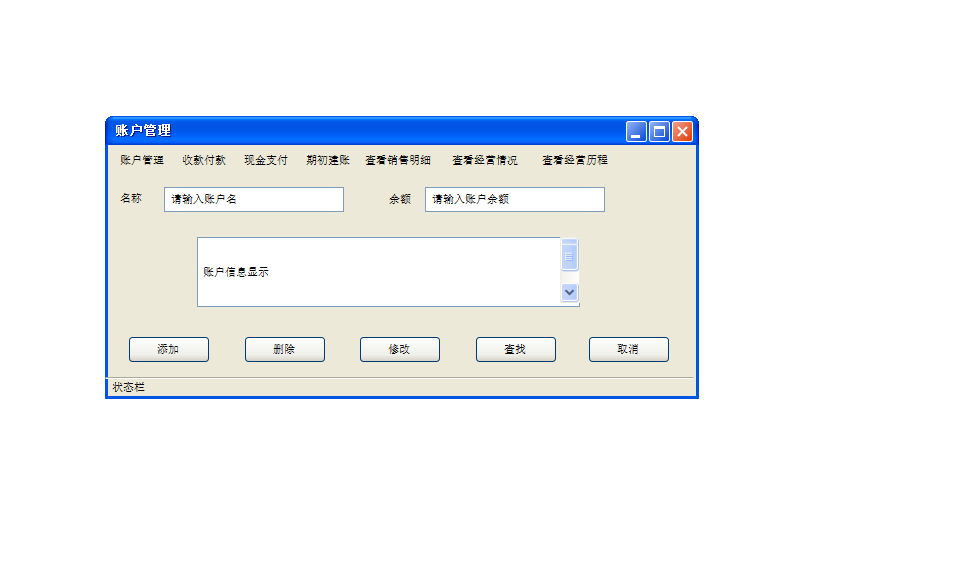 账户管理
账户管理 收款付款 现金支付 期初建账 查看销售明细 查看经营情况 查看经营历程
名称 请输入账户名 余额 请输入账户余额
账户信息显示
添加 删除 修改 查找 取消
状态栏